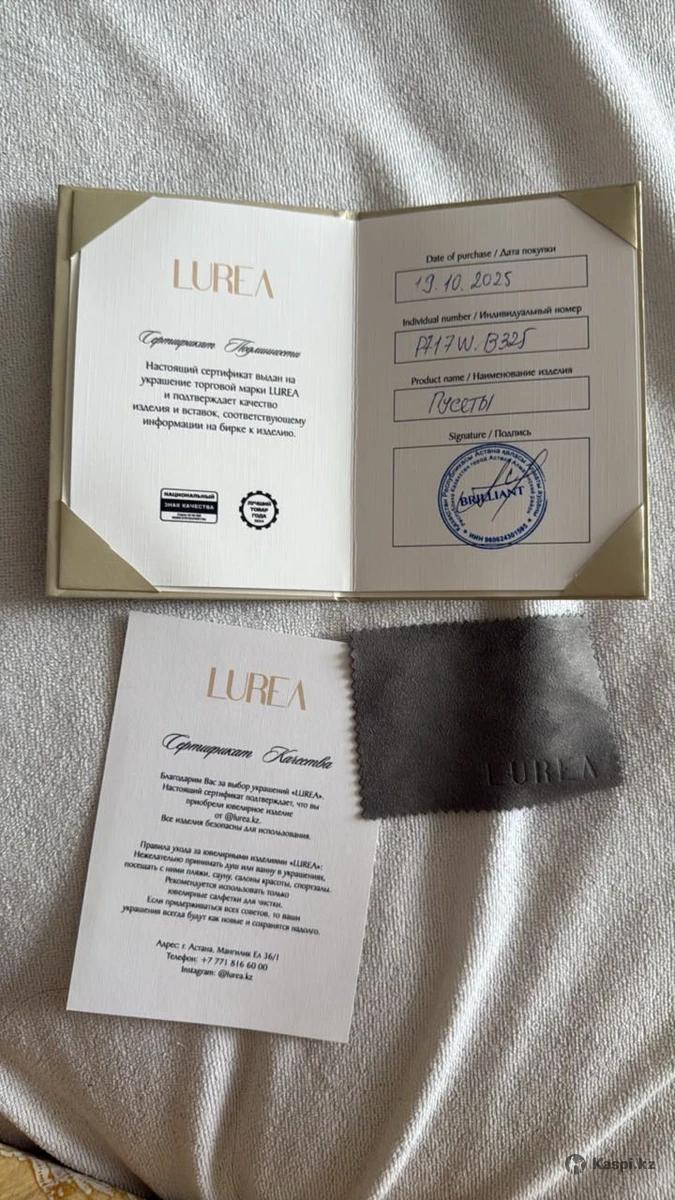 LUREA
Сертификат Подлинности
Настоящий сертификат выдан на
украшение торговой марки LUREA
и подтверждает качество
изделия и вставок, соответствующему
информации на бирке к изделию.
НАЦИОНАЛЬНЫЙ
ЗНАК КАЧЕСТВА
ЛУЧШИЙ
ТОВАР
ГОДА
Date of purchase / Дата покупки
19.10.2025
Individual number / Индивидуальный номер
P717W.B325
Product name / Наименование изделия
Пусеты
Signature / Подпись
BRILLIANT
LUREA
Сертификат Качества
Благодарим Вас за выбор украшений «LUREA».
Настоящий сертификат подтверждает, что вы
приобрели ювелирное изделие
от @lurea.kz.
Все изделия безопасны для использования.
Правила ухода за ювелирными изделиями «LUREA»:
Нежелательно принимать душ или ванну в украшениях,
посещать с ними пляжи, сауну, салоны красоты, спортзалы.
Рекомендуется использовать только
ювелирные салфетки для чистки.
Если придерживаться всех советов, то ваши
украшения всегда будут как новые и сохранятся надолго.
Адрес: г. Астана, Мангилик Ел 36/1
Телефон: +7 771 816 60 00
Instagram: @lurea.kz
LUREA
Kaspi.kz